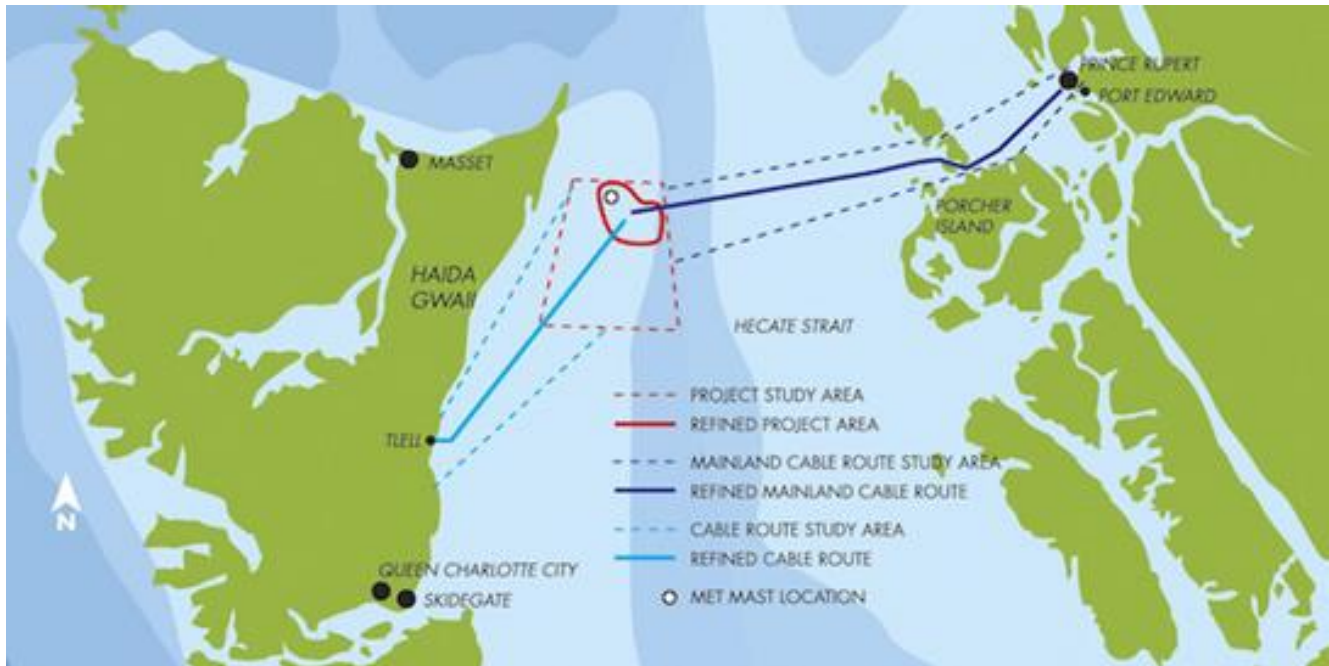 PRINCE RUPERT
PORT EDWARD
MASSET
PORCHER
ISLAND
HAIDA
GWAII
HECATE STRAIT
PROJECT STUDY AREA
REFINED PROJECT AREA
TLELL
MAINLAND CABLE ROUTE STUDY AREA
REFINED MAINLAND CABLE ROUTE
N
CABLE ROUTE STUDY AREA
REFINED CABLE ROUTE
QUEEN CHARLOTTE CITY
SKIDEGATE
MET MAST LOCATION